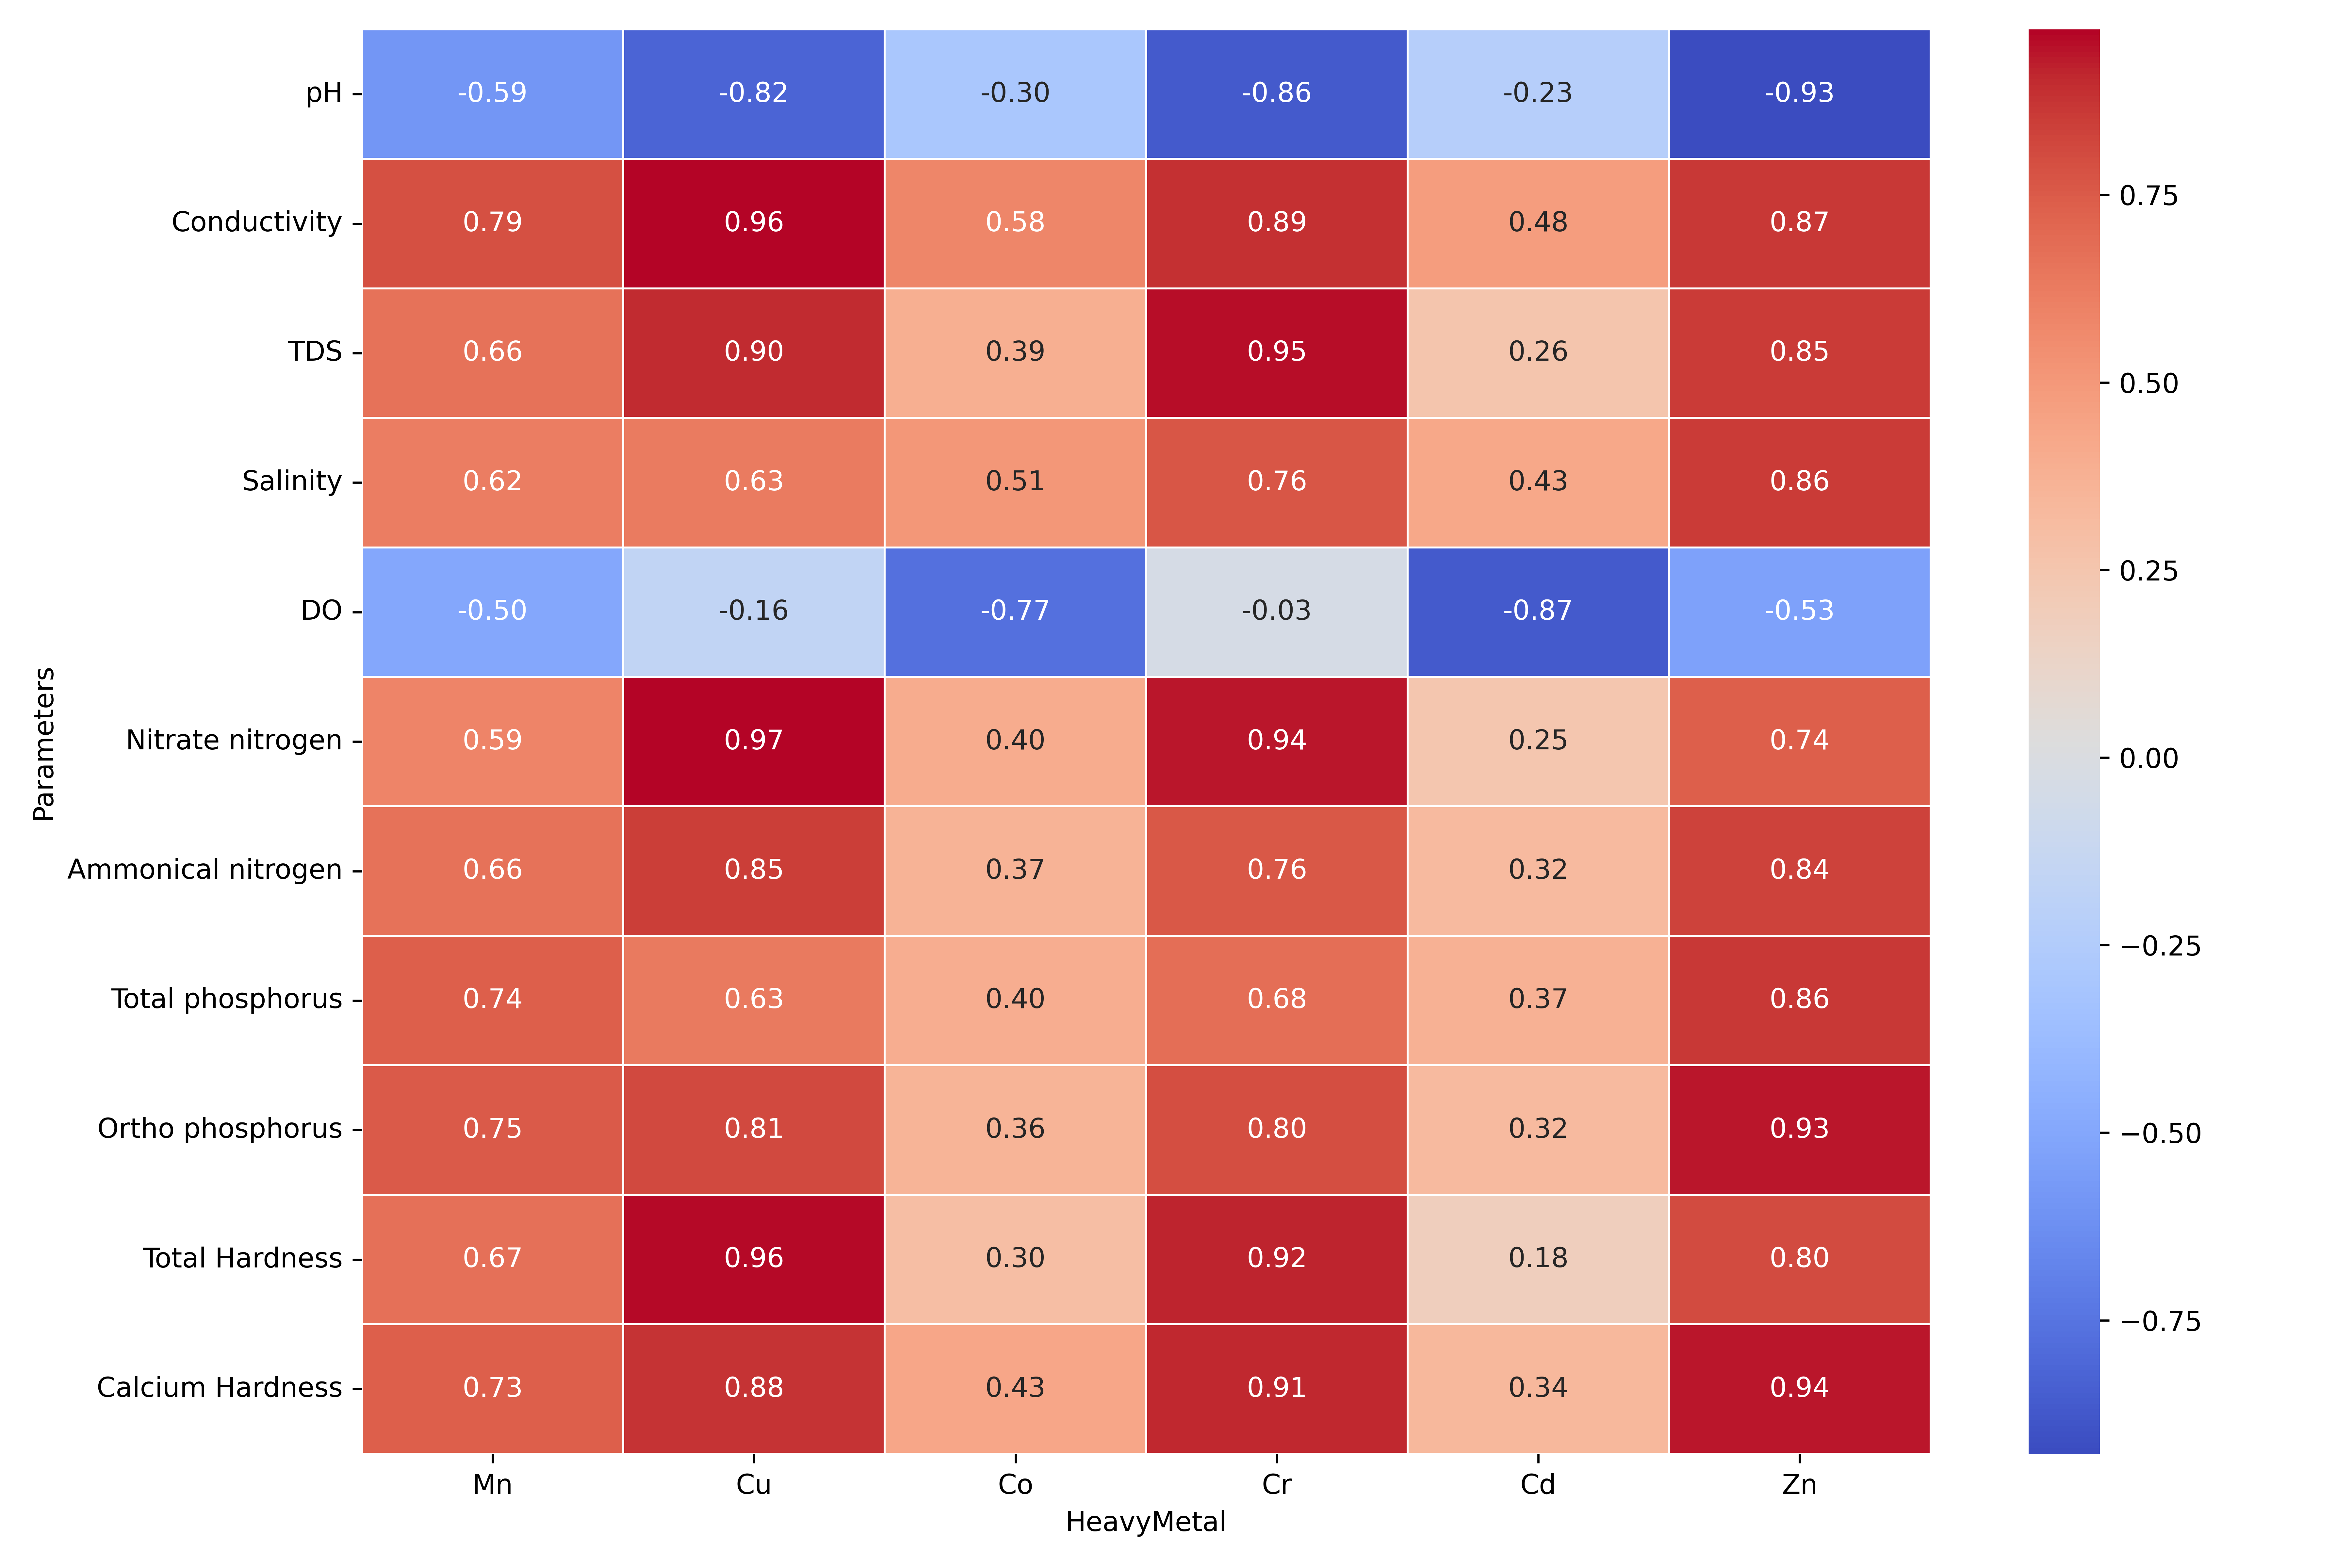 pH -0.59 -0.82 -0.30 -0.86 -0.23 -0.93
Conductivity 0.79 0.96 0.58 0.89 0.48 0.87
TDS 0.66 0.90 0.39 0.95 0.26 0.85
Salinity 0.62 0.63 0.51 0.76 0.43 0.86
DO -0.50 -0.16 -0.77 -0.03 -0.87 -0.53
Nitrate nitrogen 0.59 0.97 0.40 0.94 0.25 0.74
Ammonical nitrogen 0.66 0.85 0.37 0.76 0.32 0.84
Total phosphorus 0.74 0.63 0.40 0.68 0.37 0.86
Ortho phosphorus 0.75 0.81 0.36 0.80 0.32 0.93
Total Hardness 0.67 0.96 0.30 0.92 0.18 0.80
Calcium Hardness 0.73 0.88 0.43 0.91 0.34 0.94
Mn Cu Co Cr Cd Zn
HeavyMetal
Parameters
0.75
0.50
0.25
0.00
−0.25
−0.50
−0.75